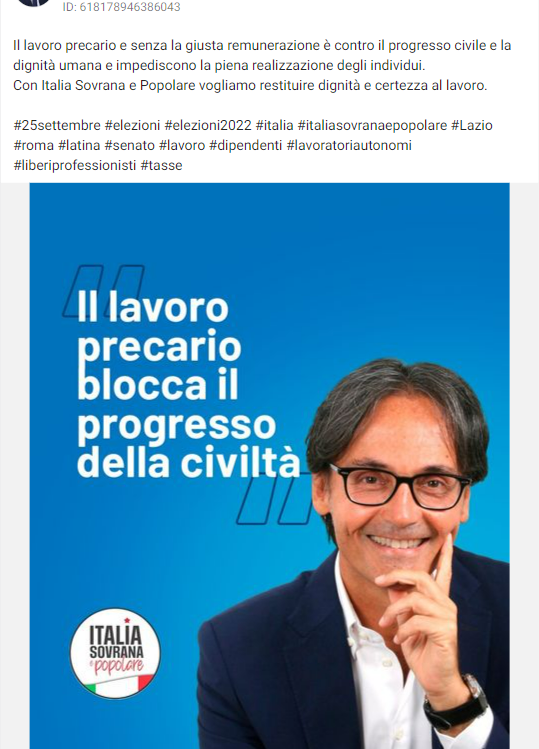 ID: 618178946386043
Il lavoro precario e senza la giusta remunerazione è contro il progresso civile e la
dignità umana e impediscono la piena realizzazione degli individui.
Con Italia Sovrana e Popolare vogliamo restituire dignità e certezza al lavoro.
#25settembre #elezioni #elezioni2022 #italia #italiasovranaepopolare #Lazio
#roma #latina #senato #lavoro #dipendenti #lavoratoriautonomi
#liberiprofessionisti #tasse
Il lavoro
precario
blocca il
progresso
della civiltà
ITALIA
SOVRANA
e popolare